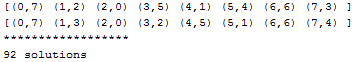 [(0,7) (1,2) (2,0) (3,5) (4,1) (5,4) (6,6) (7,3) ]
[(0,7) (1,3) (2,0) (3,2) (4,5) (5,1) (6,6) (7,4) ]
******************
92 solutions